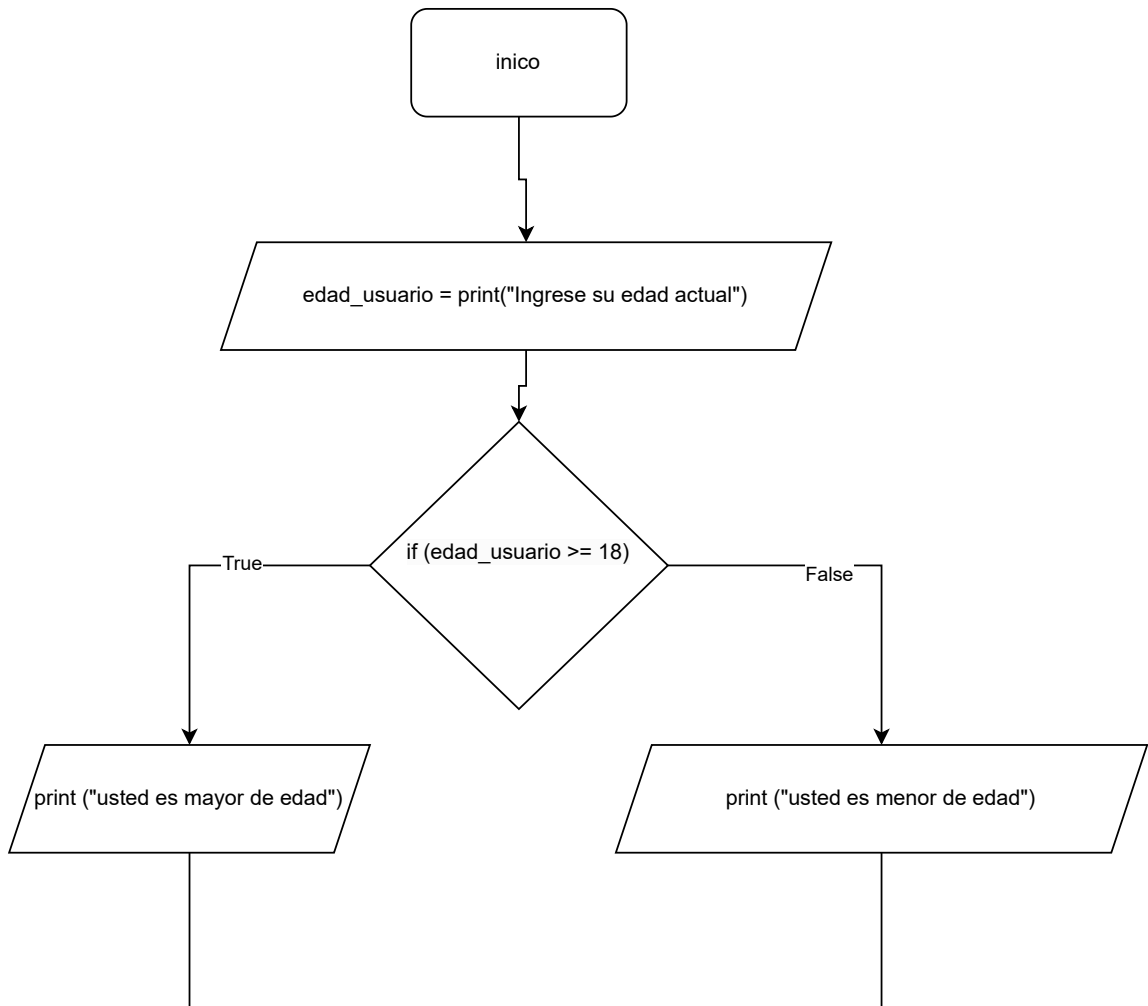 inico
edad_usuario = print("Ingrese su edad actual")
if (edad_usuario >= 18)
True
False
print ("usted es mayor de edad")
print ("usted es menor de edad")